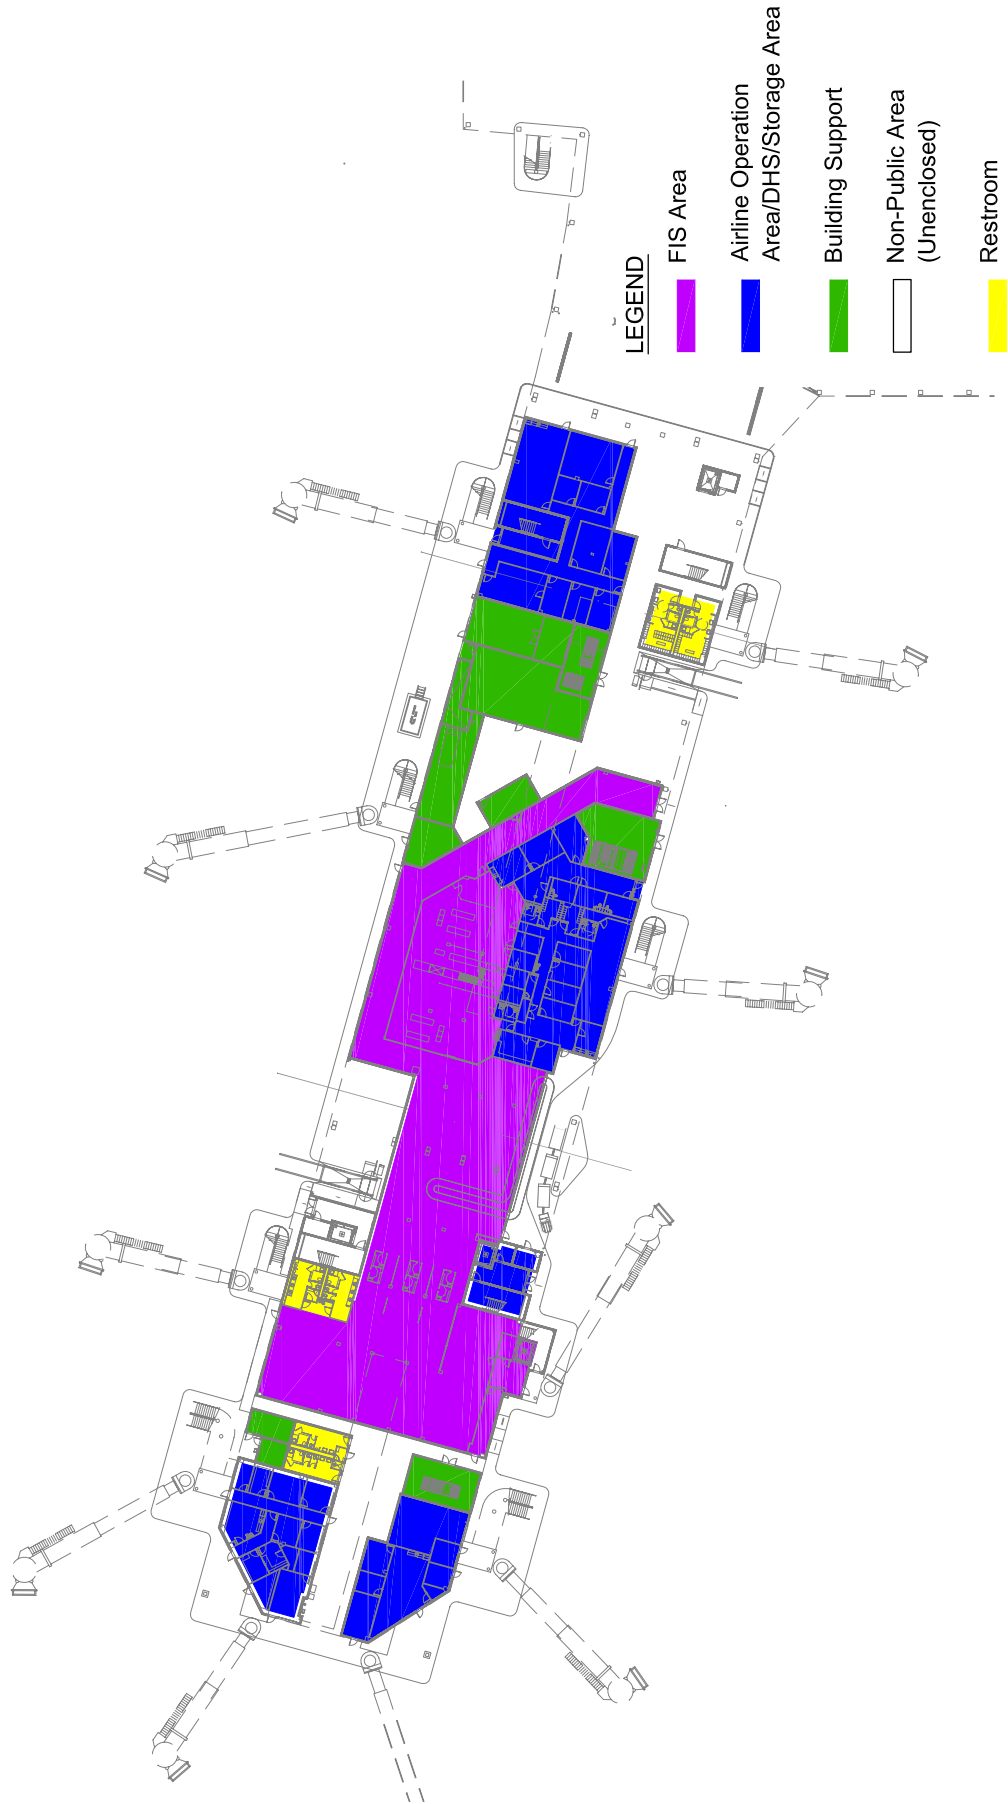 LEGEND
FIS Area
Airline Operation
Area/DHS/Storage Area
Building Support
Non-Public Area
(Unenclosed)
Restroom